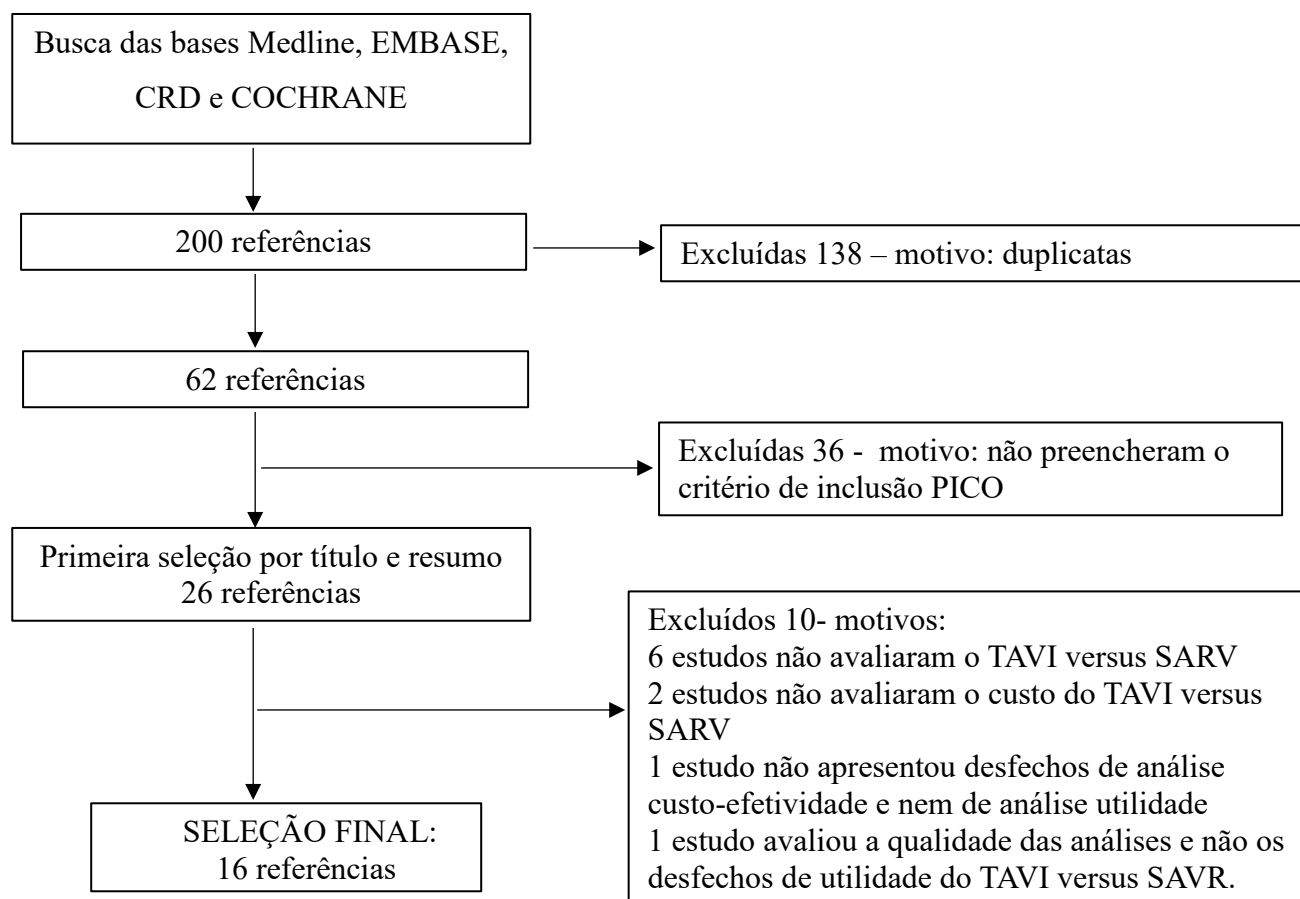 Busca das bases Medline, EMBASE,
CRD e COCHRANE
200 referências
Excluídas 138 – motivo: duplicatas
62 referências
Excluídas 36 - motivo: não preencheram o
critério de inclusão PICO
Primeira seleção por título e resumo
26 referências
Excluídos 10- motivos:
6 estudos não avaliaram o TAVI versus SARV
2 estudos não avaliaram o custo do TAVI versus
SARV
1 estudo não apresentou desfechos de análise
custo-efetividade e nem de análise utilidade
1 estudo avaliou a qualidade das análises e não os
desfechos de utilidade do TAVI versus SAVR.
SELEÇÃO FINAL:
16 referências